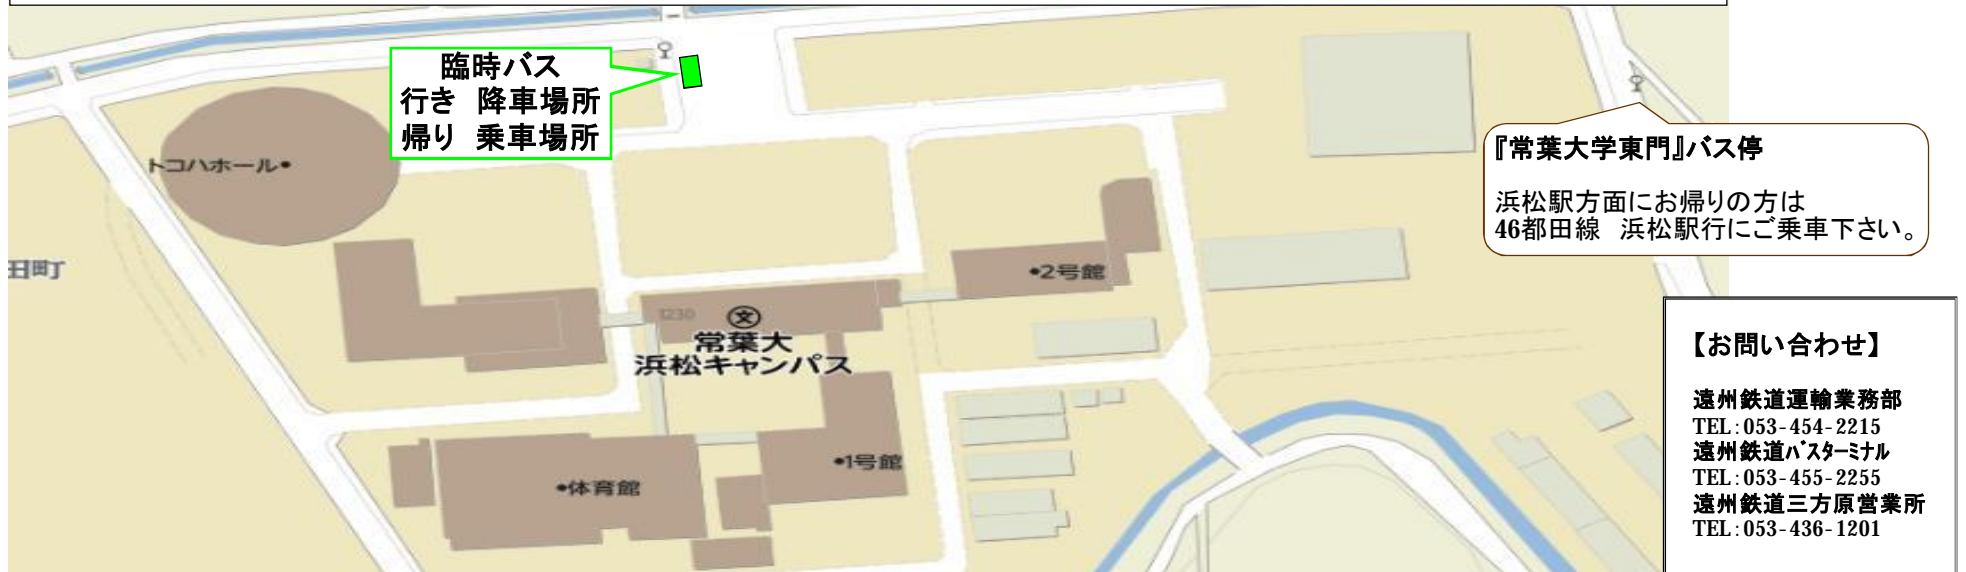 臨時バス
行き 降車場所
帰り 乗車場所
トコハホール
『常葉大学東門』バス停
浜松駅方面にお帰りの方は
46都田線 浜松駅行にご乗車下さい。
田町
2号館
1230
文
常葉大
浜松キャンパス
1号館
体育館
【お問い合わせ】
遠州鉄道運輸業務部
TEL:053-454-2215
遠州鉄道バスターミナル
TEL:053-455-2255
遠州鉄道三方原営業所
TEL:053-436-1201